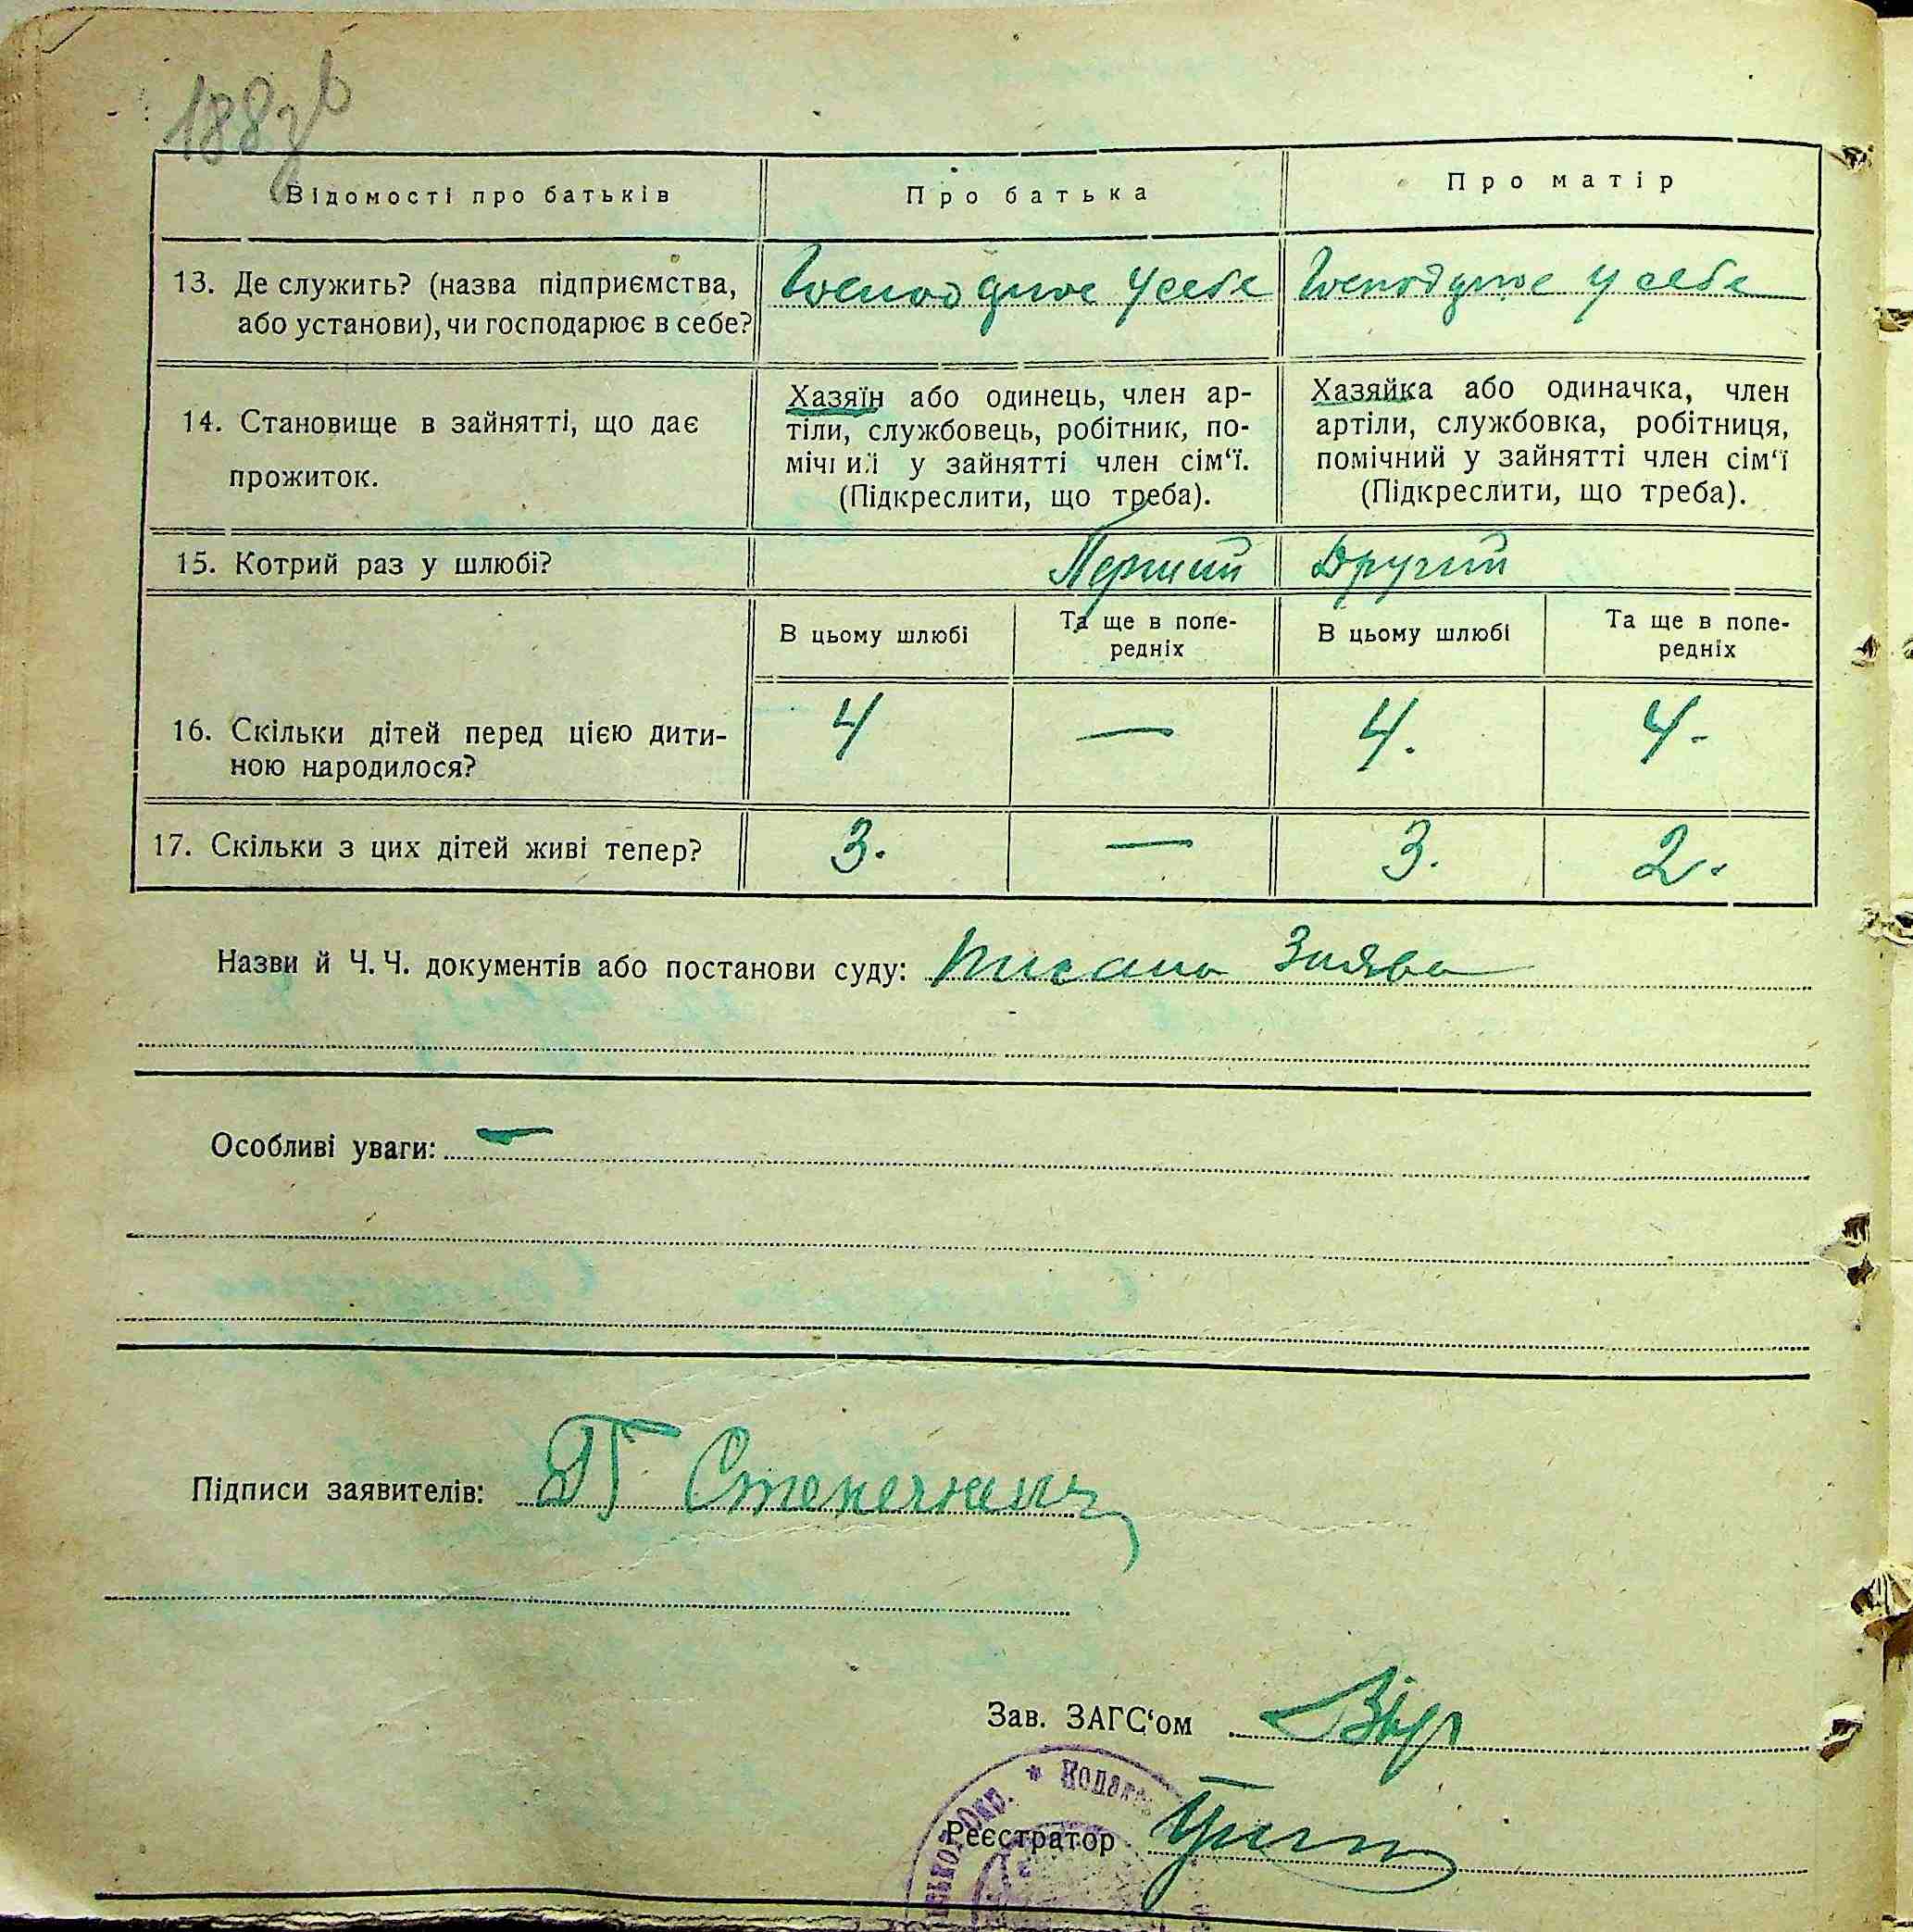 188зв
Відомості про батьків Про батька Про матір
13. Де служить? (назва підприємства, або установи), чи господарює в себе? Господарює у себе Господарює у себе
14. Становище в зайнятті, що дає прожиток.
Хазяїн або одинець, член ар-
тіли, службовець, робітник, по-
мічний у зайнятті член сім‘ї.
(Підкреслити, що треба).
Хазяйка або одиначка, член
артіли, службовка, робітниця,
помічний у зайнятті член сім‘ї
(Підкреслити, що треба).
15. Котрий раз у шлюбі? Перший Другий
В цьому шлюбі Та ще в попе-редніх В цьому шлюбі Та ще в попе-редніх
16. Скільки дітей перед цією дити-ною народилося? 4 — 4. 4-
17. Скільки з цих дітей живі тепер? 3. — 3. 2.
Назви й Ч. Ч. документів або постанови суду: Заява
Особливі уваги: —
Підписи заявителів:
Зав. ЗАГС‘ом
Реєстратор
Окр. * Кодак